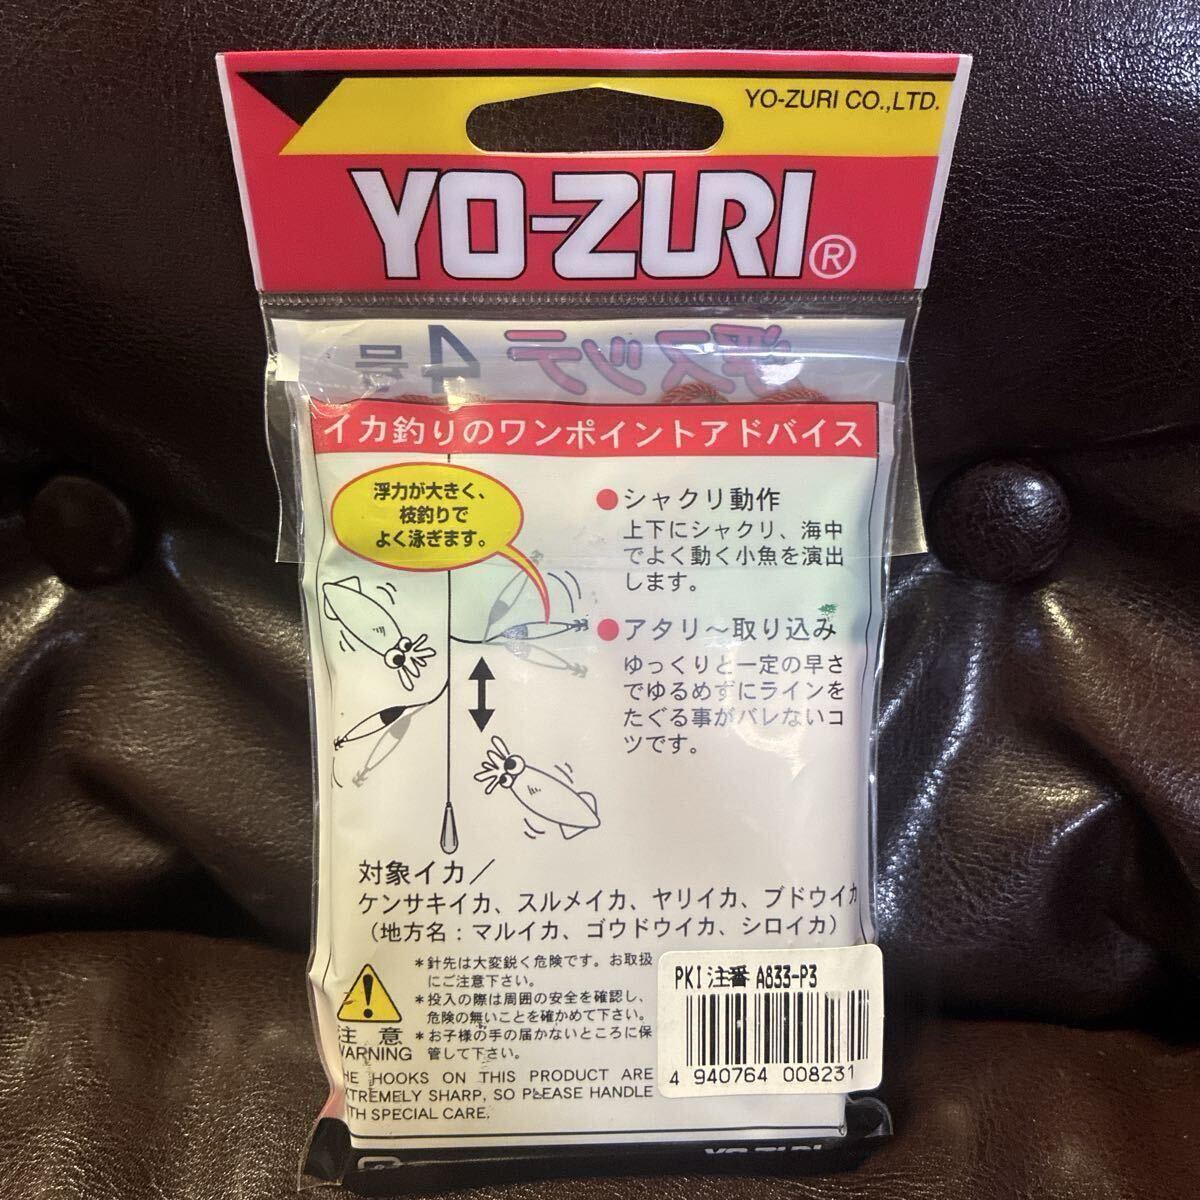 YO-ZURI CO.,LTD.
YO-ZURI®
浮スッテ 4号
イカ釣りのワンポイントアドバイス
浮力が大きく、
枝釣りで
よく泳ぎます。
●シャクリ動作
上下にシャクリ、海中
でよく動く小魚を演出
します。
●アタリ〜取り込み
ゆっくりと一定の早さ
でゆるめずにラインを
たぐる事がバレないコ
ツです。
対象イカ/
ケンサキイカ、スルメイカ、ヤリイカ、ブドウイカ
(地方名:マルイカ、ゴウドウイカ、シロイカ)
*針先は大変鋭く危険です。お取扱
にご注意下さい。
*投入の際は周囲の安全を確認し、
危険の無いことを確かめて下さい。
*お子様の手の届かないところに保
管して下さい。
注意
WARNING
HE HOOKS ON THIS PRODUCT ARE
XTREMELY SHARP, SO PLEASE HANDLE
TH SPECIAL CARE.
PKI注番 A833-P3
4 940764 008231
YO-ZURI